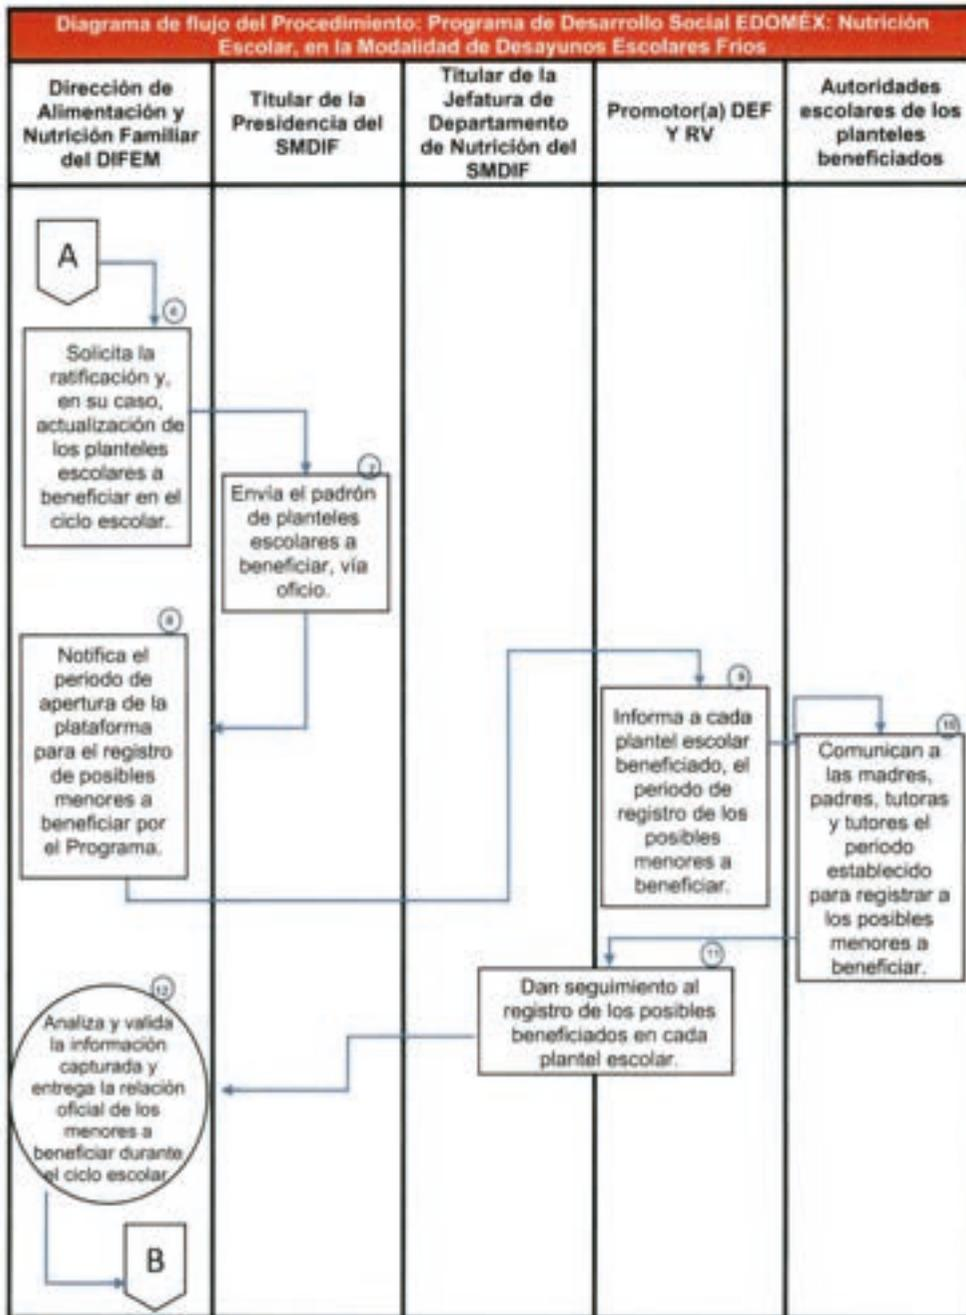 Diagrama de flujo del Procedimiento: Programa de Desarrollo Social EDOMÉX: Nutrición
Escolar, en la Modalidad de Desayunos Escolares Fríos
Dirección de
Alimentación y
Nutrición Familiar
del DIFEM
Titular de la
Presidencia del
SMDIF
Titular de la
Jefatura de
Departamento
de Nutrición del
SMDIF
Promotor(a) DEF
Y RV
Autoridades
escolares de los
planteles
beneficiados
A
6
Solicita la
ratificación y,
en su caso,
actualización de
los planteles
escolares a
beneficiar en el
ciclo escolar.
7
Envía el padrón
de planteles
escolares a
beneficiar, vía
oficio.
8
Notifica el
periodo de
apertura de la
plataforma
para el registro
de posibles
menores a
beneficiar por
el Programa.
9
Informa a cada
plantel escolar
beneficiado, el
periodo de
registro de los
posibles
menores a
beneficiar.
10
Comunican a
las madres,
padres, tutoras
y tutores el
periodo
establecido
para registrar a
los posibles
menores a
beneficiar.
11
Dan seguimiento al
registro de los posibles
beneficiados en cada
plantel escolar.
12
Analiza y valida
la información
capturada y
entrega la relación
oficial de los
menores a
beneficiar durante
el ciclo escolar
B